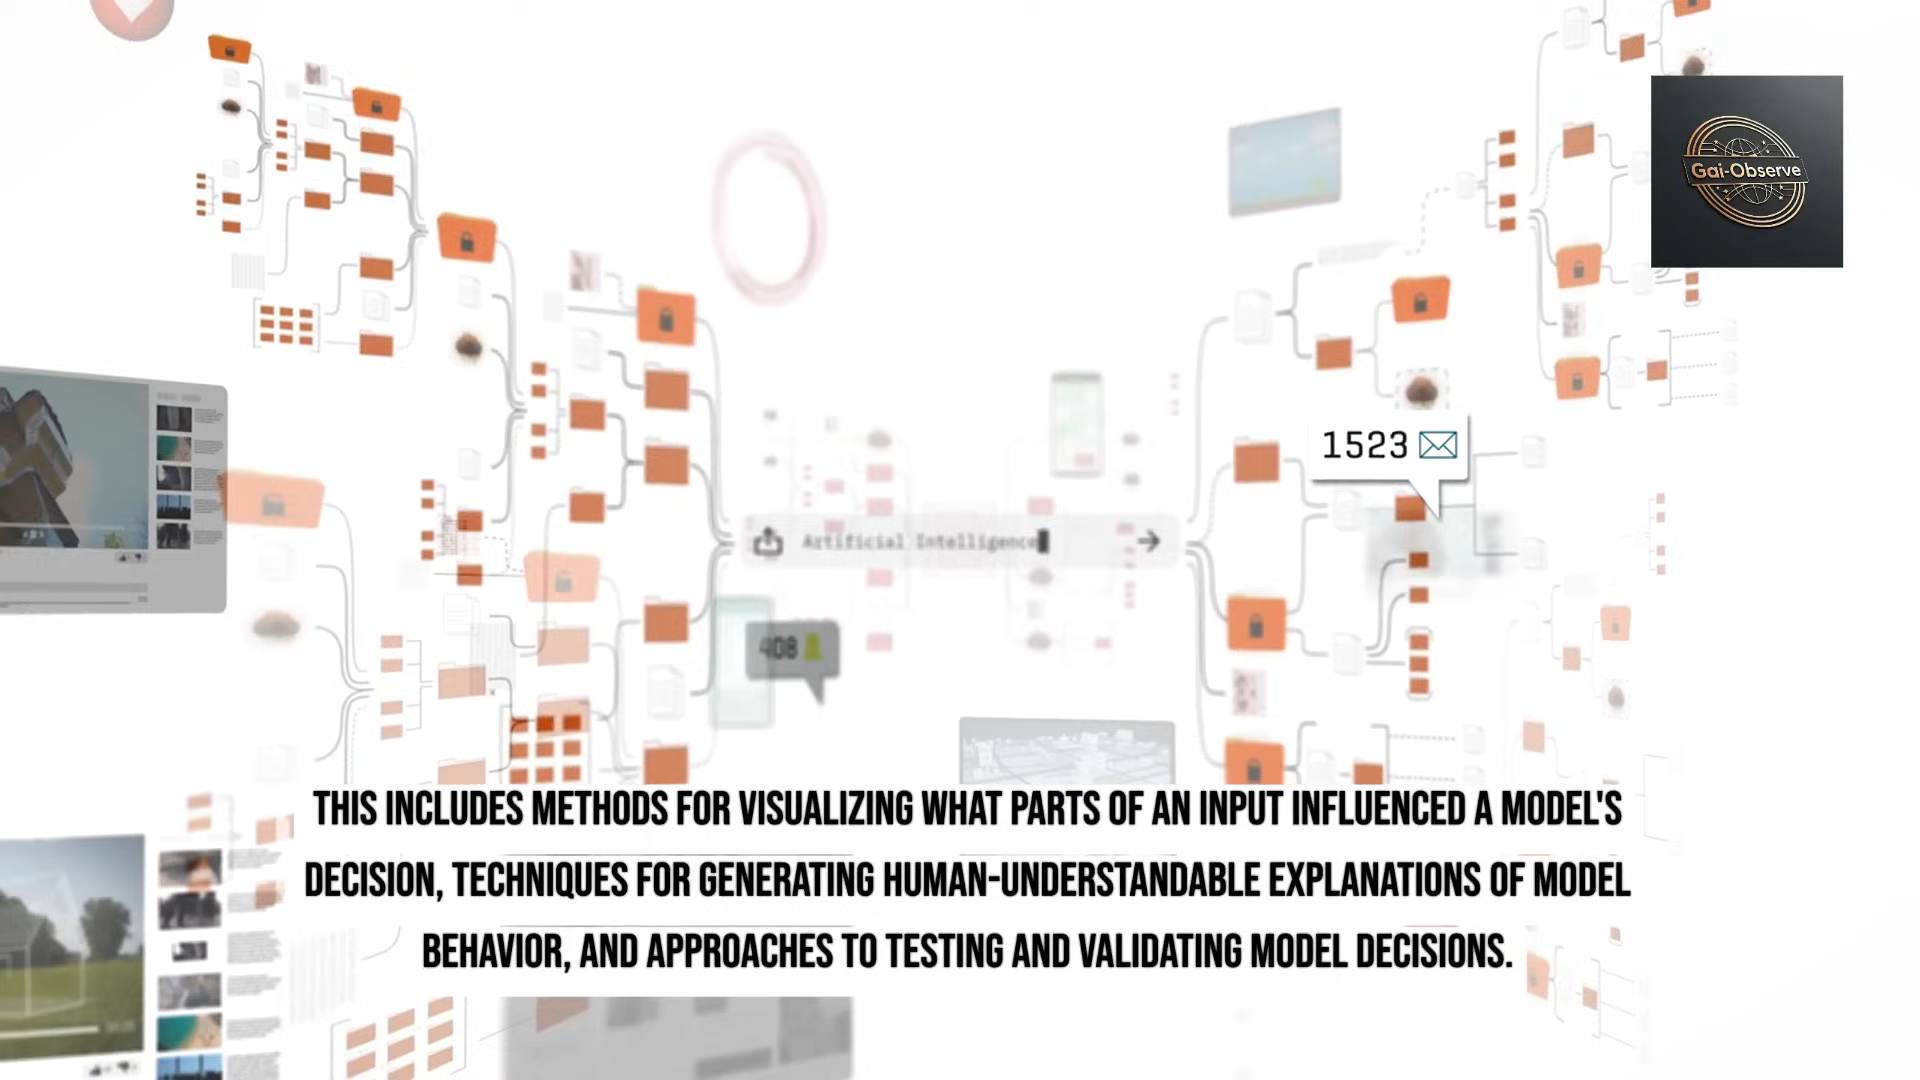 Gai-Observe
1523
Artificial Intelligence
408
THIS INCLUDES METHODS FOR VISUALIZING WHAT PARTS OF AN INPUT INFLUENCED A MODEL'S
DECISION, TECHNIQUES FOR GENERATING HUMAN-UNDERSTANDABLE EXPLANATIONS OF MODEL
BEHAVIOR, AND APPROACHES TO TESTING AND VALIDATING MODEL DECISIONS.